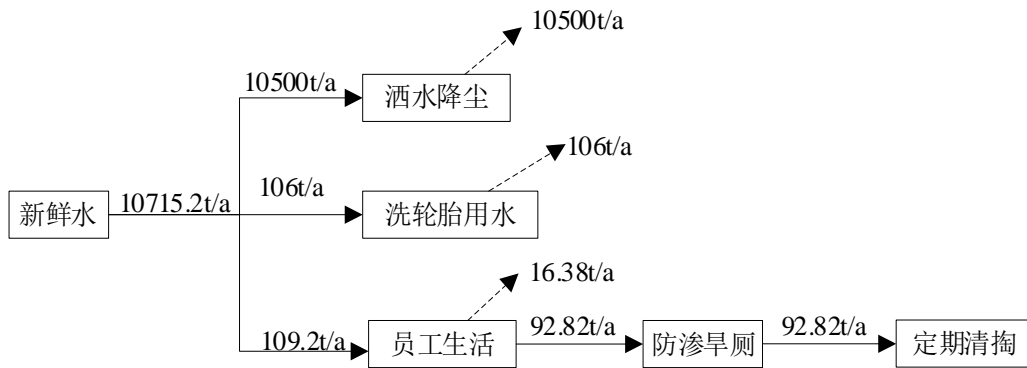 10500t/a
10500t/a
洒水降尘
106t/a
新鲜水
10715.2t/a
106t/a
洗轮胎用水
16.38t/a
109.2t/a
员工生活
92.82t/a
防渗旱厕
92.82t/a
定期清掏